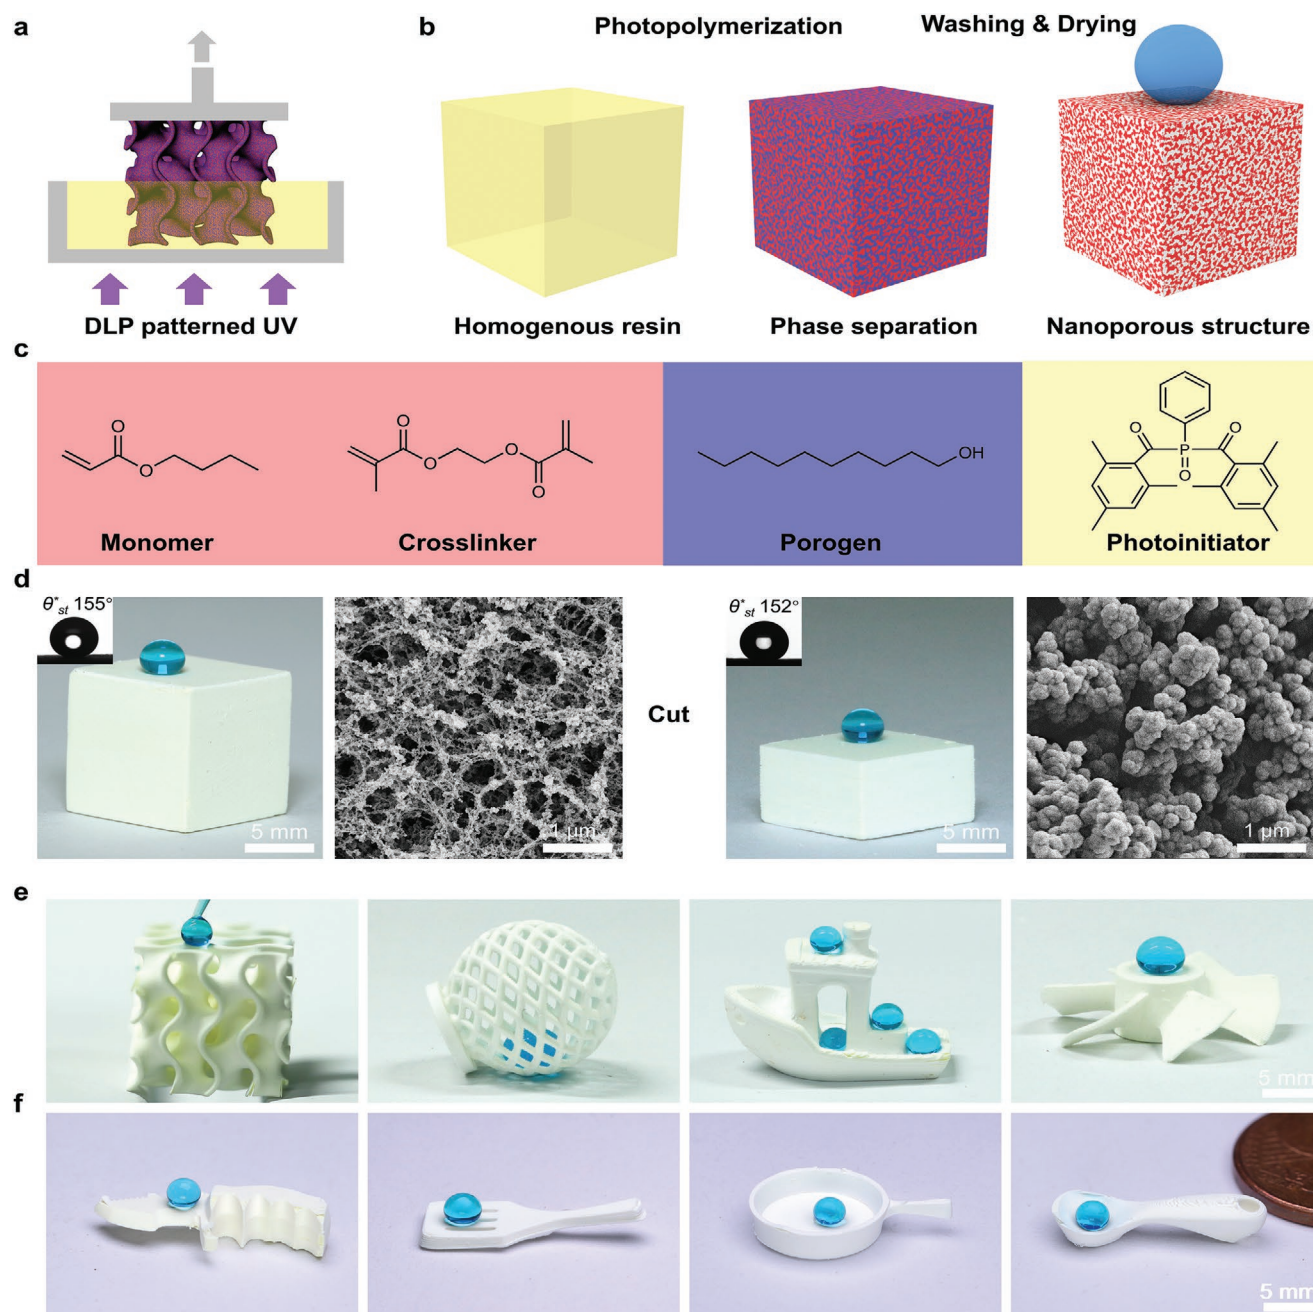 a
DLP patterned UV
b
Photopolymerization
Washing & Drying
Homogenous resin
Phase separation
Nanoporous structure
c
O
O
Monomer
O
O
O
O
Crosslinker
OH
Porogen
O
P
O
O
Photoinitiator
d
θ*st 155°
5 mm
1 μm
Cut
θ*st 152°
5 mm
1 μm
e
5 mm
f
5 mm